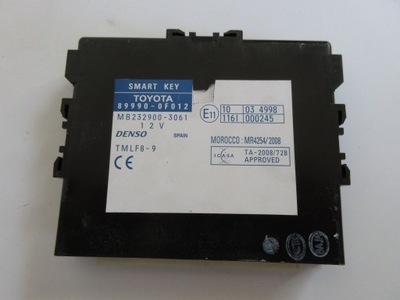 SMART KEY
TOYOTA
89990-0F012
MB232900-3061
12V
DENSO SPAIN
TMLF8-9
CE
E11 10 03 4998
1161 000245
MOROCCO: MR4254/2008
ICASA TA-2008/728
APPROVED